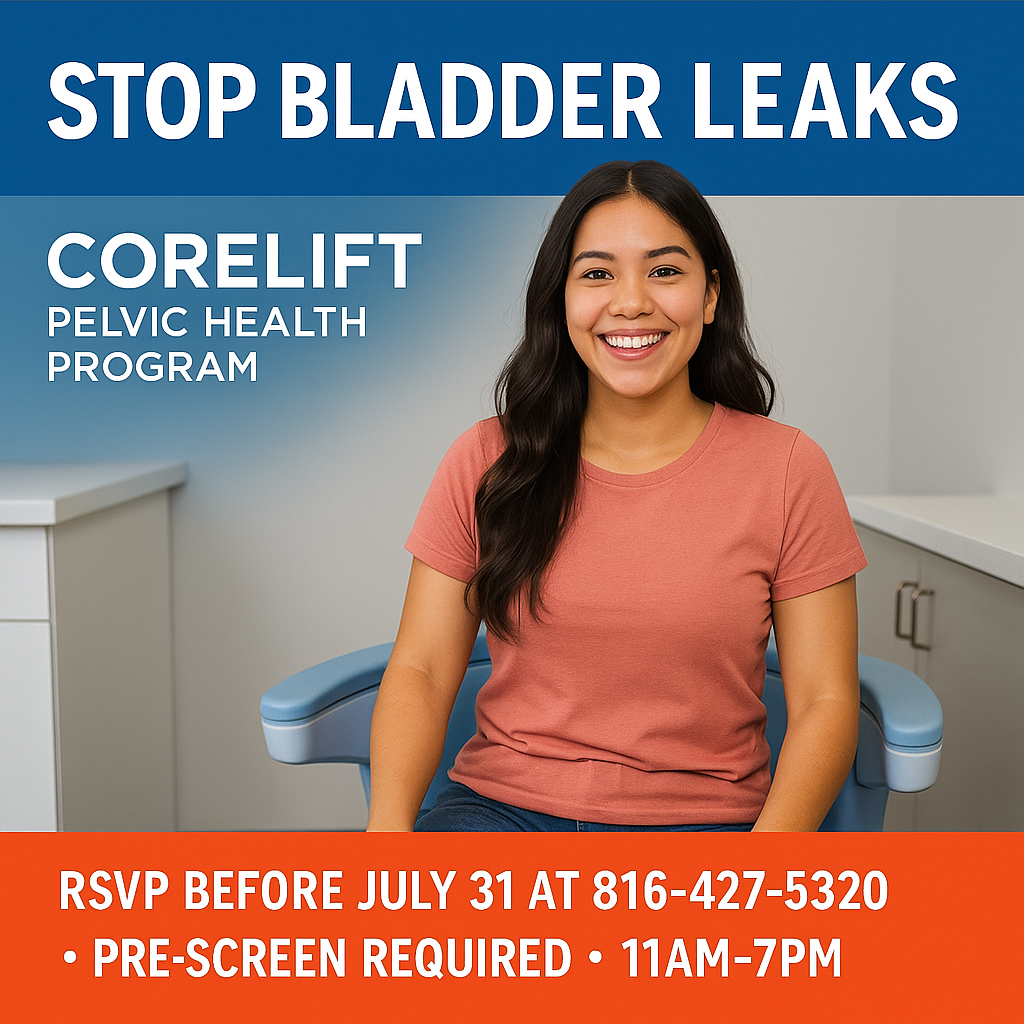 STOP BLADDER LEAKS
CORELIFT
PELVIC HEALTH
PROGRAM
RSVP BEFORE JULY 31 AT 816-427-5320
• PRE-SCREEN REQUIRED • 11AM–7PM